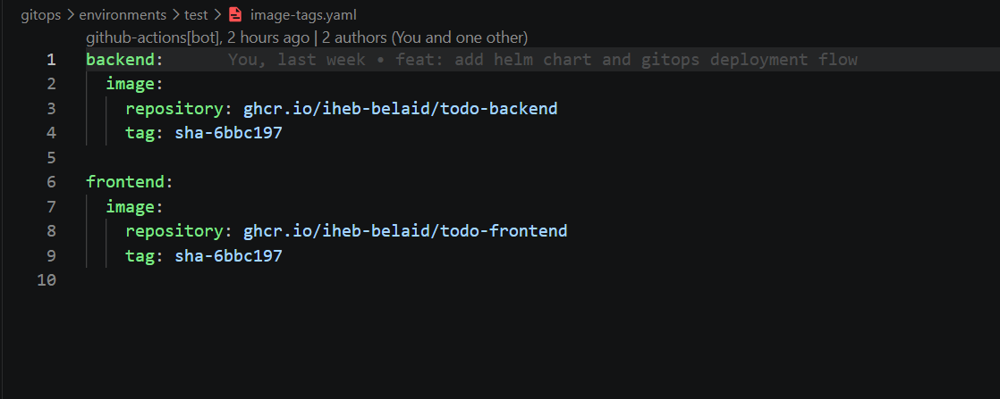 gitops > environments > test > image-tags.yaml
github-actions[bot], 2 hours ago | 2 authors (You and one other)
1 backend: You, last week • feat: add helm chart and gitops deployment flow
2 image:
3 repository: ghcr.io/iheb-belaid/todo-backend
4 tag: sha-6bbc197
5
6 frontend:
7 image:
8 repository: ghcr.io/iheb-belaid/todo-frontend
9 tag: sha-6bbc197
10